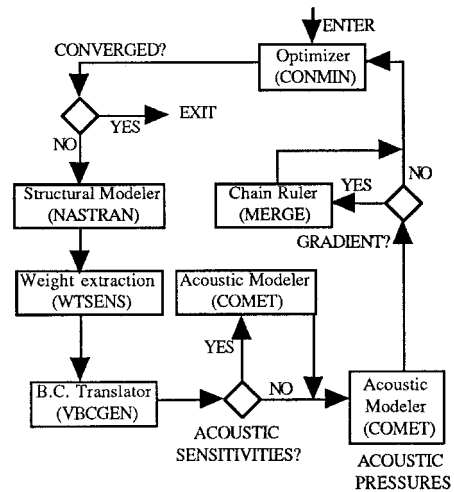 ENTER
CONVERGED?
Optimizer
(CONMIN)
YES
EXIT
NO
NO
Structural Modeler
(NASTRAN)
Chain Ruler
(MERGE)
YES
GRADIENT?
Weight extraction
(WTSENS)
Acoustic Modeler
(COMET)
YES
B.C. Translator
(VBCGEN)
NO
Acoustic
Modeler
(COMET)
ACOUSTIC
SENSITIVITIES?
ACOUSTIC
PRESSURES